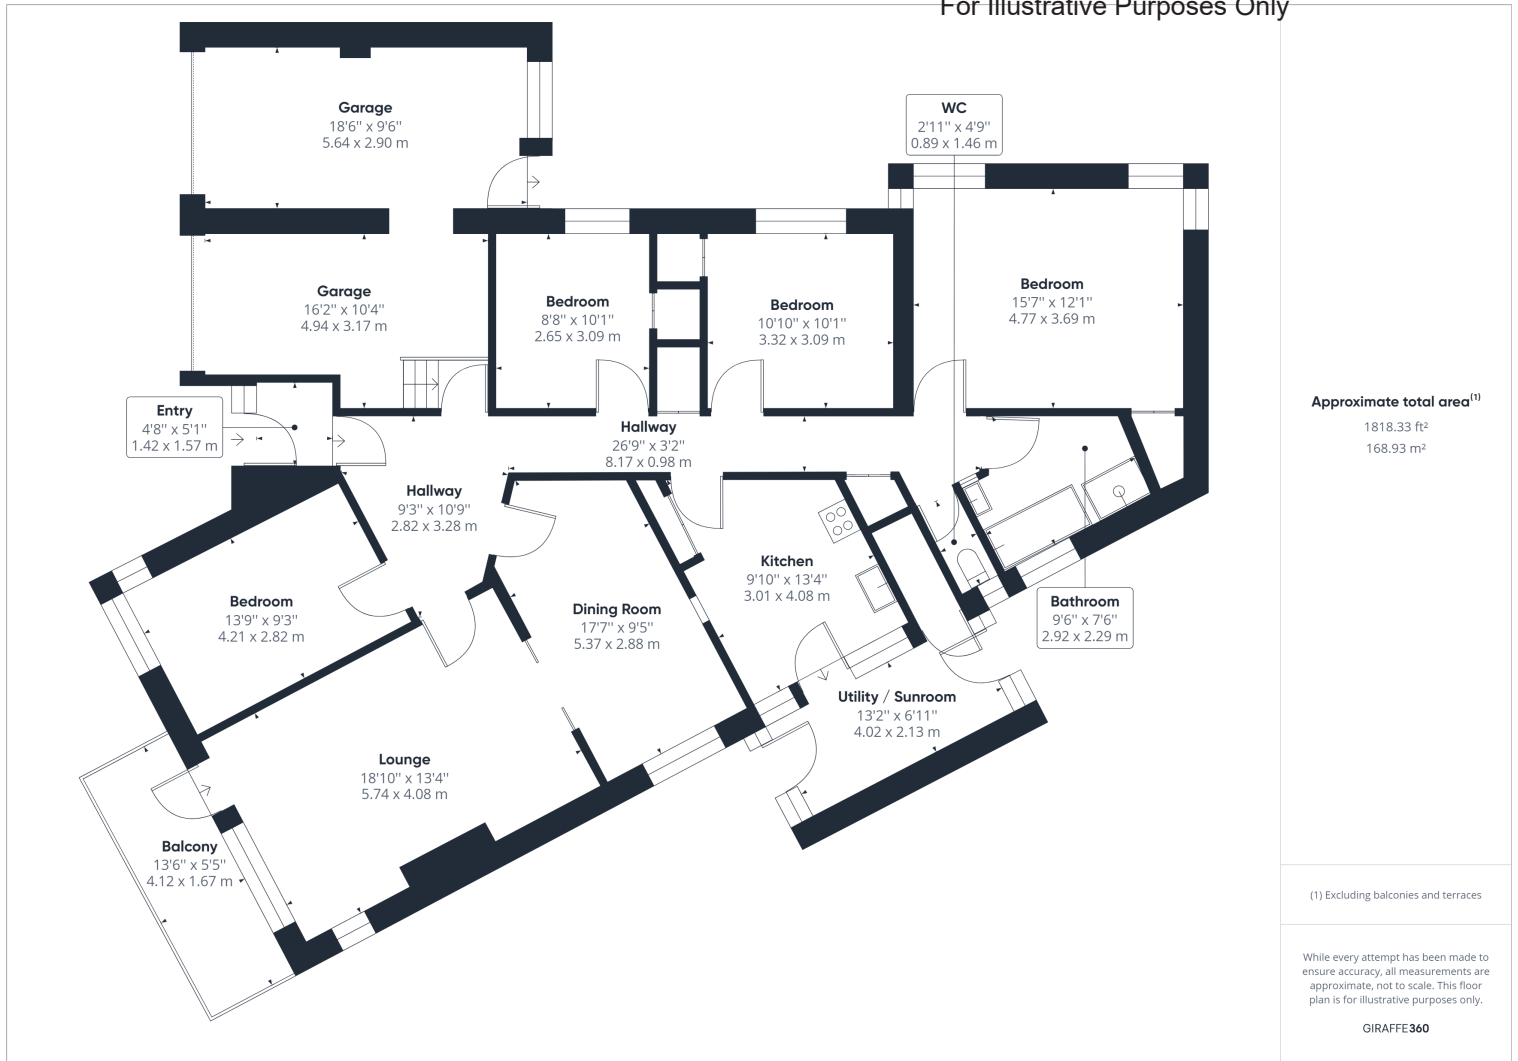 For Illustrative Purposes Only
Garage
18'6'' x 9'6''
5.64 x 2.90 m
WC
2'11'' x 4'9''
0.89 x 1.46 m
Garage
16'2'' x 10'4''
4.94 x 3.17 m
Bedroom
8'8'' x 10'1''
2.65 x 3.09 m
Bedroom
10'10'' x 10'1''
3.32 x 3.09 m
Bedroom
15'7'' x 12'1''
4.77 x 3.69 m
Entry
4'8'' x 5'1''
1.42 x 1.57 m
Hallway
26'9'' x 3'2''
8.17 x 0.98 m
Hallway
9'3'' x 10'9''
2.82 x 3.28 m
Kitchen
9'10'' x 13'4''
3.01 x 4.08 m
Bedroom
13'9'' x 9'3''
4.21 x 2.82 m
Dining Room
17'7'' x 9'5''
5.37 x 2.88 m
Bathroom
9'6'' x 7'6''
2.92 x 2.29 m
Utility / Sunroom
13'2'' x 6'11''
4.02 x 2.13 m
Lounge
18'10'' x 13'4''
5.74 x 4.08 m
Balcony
13'6'' x 5'5''
4.12 x 1.67 m
Approximate total area(1)
1818.33 ft²
168.93 m²
(1) Excluding balconies and terraces
While every attempt has been made to
ensure accuracy, all measurements are
approximate, not to scale. This floor
plan is for illustrative purposes only.
GIRAFFE360